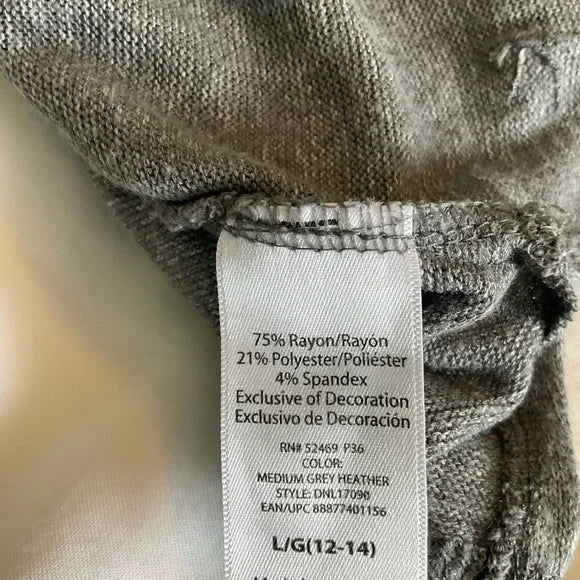 75% Rayon/Rayón
21% Polyester/Poliéster
4% Spandex
Exclusive of Decoration
Exclusivo de Decoración
RN# 52469 P36
COLOR:
MEDIUM GREY HEATHER
STYLE: DNL17090
EAN/UPC 88877401156
L/G(12-14)